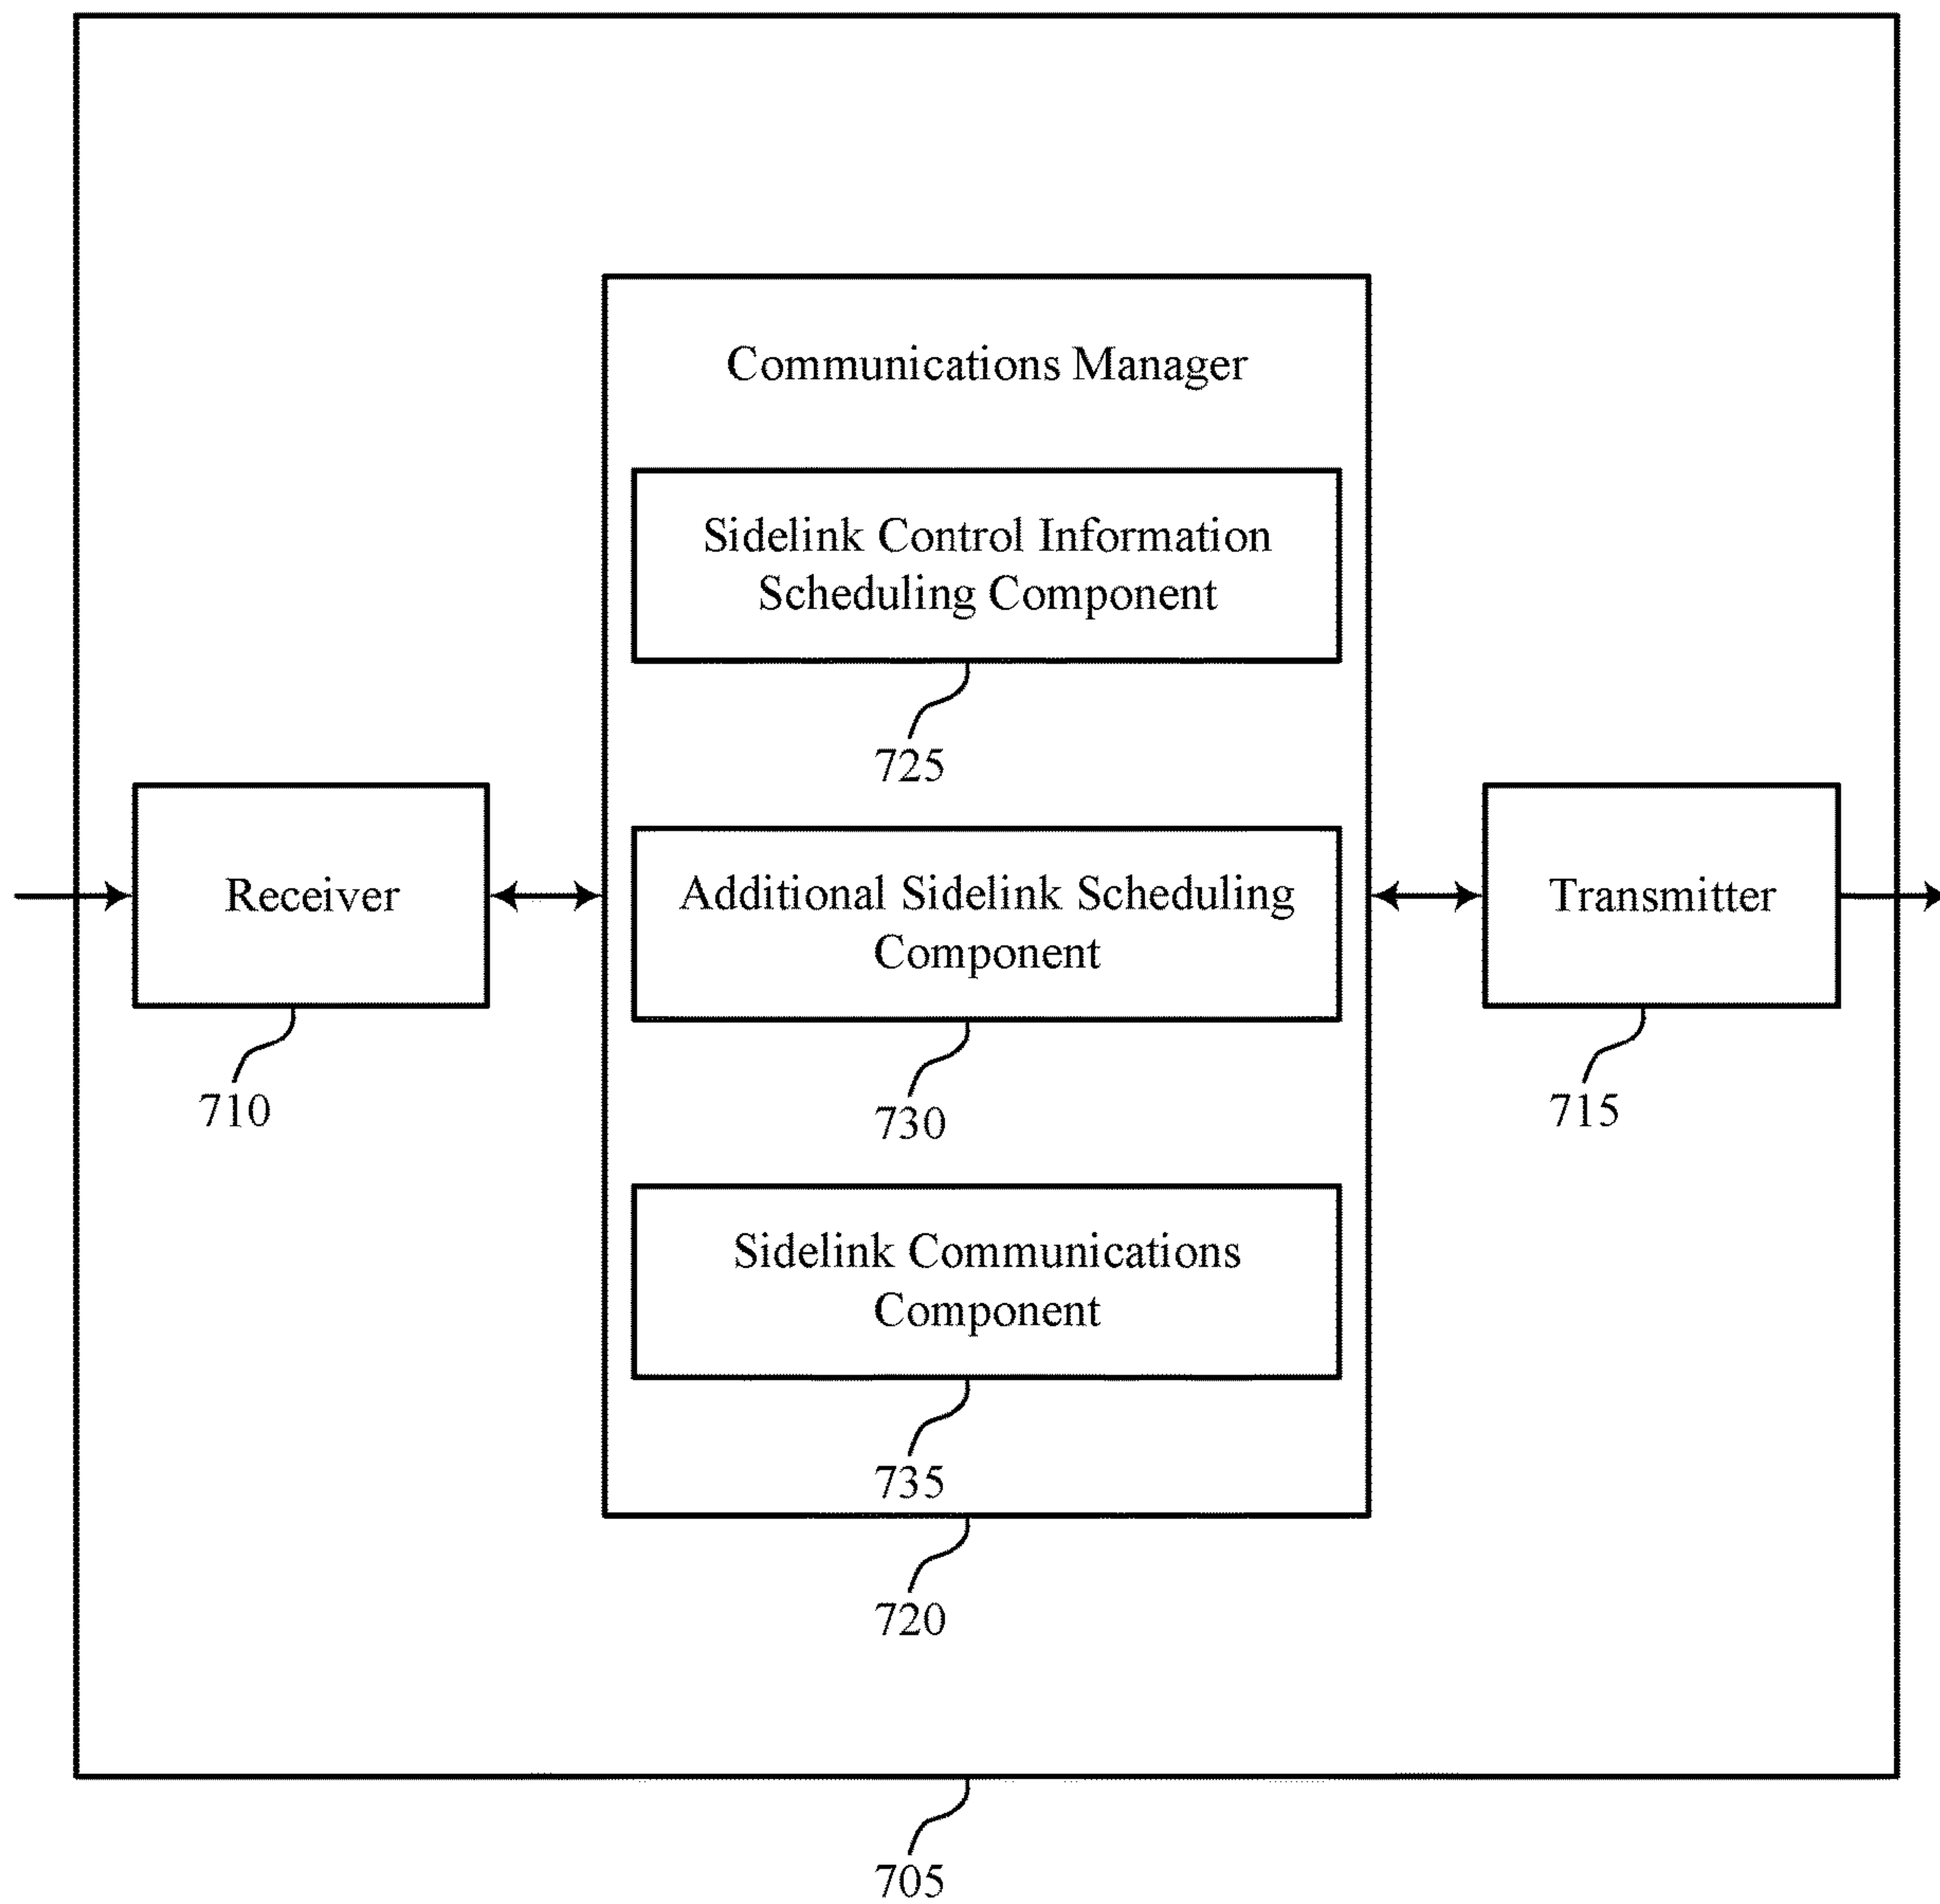 Communications Manager
Sidelink Control Information
Scheduling Component
725
Receiver
710
Additional Sidelink Scheduling
Component
730
Transmitter
715
Sidelink Communications
Component
735
720
705